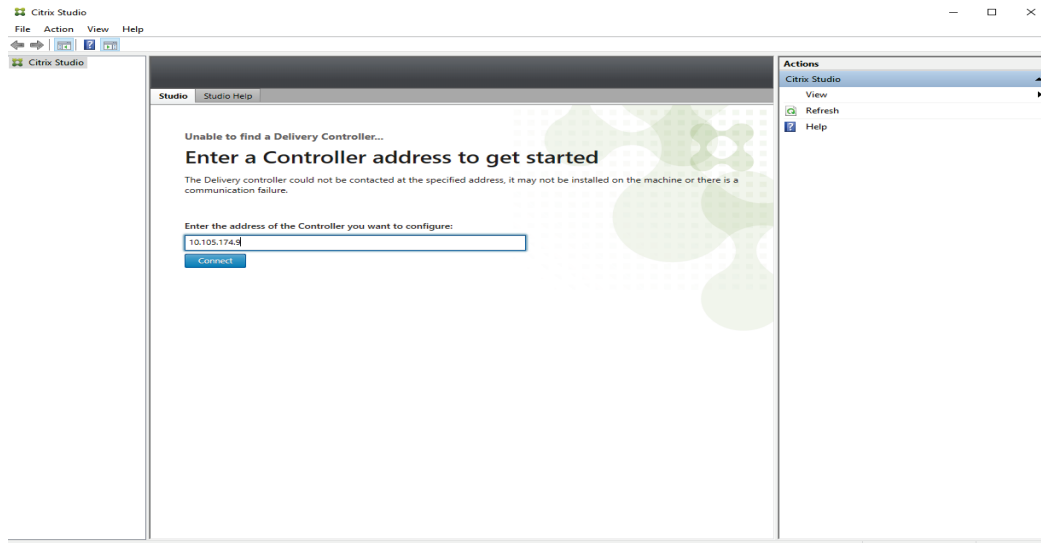 Citrix Studio
File Action View Help
Citrix Studio
Studio Studio Help
Unable to find a Delivery Controller...
Enter a Controller address to get started
The Delivery controller could not be contacted at the specified address, it may not be installed on the machine or there is a
communication failure.
Enter the address of the Controller you want to configure:
10.105.174.9
Connect
Actions
Citrix Studio
View
Refresh
Help